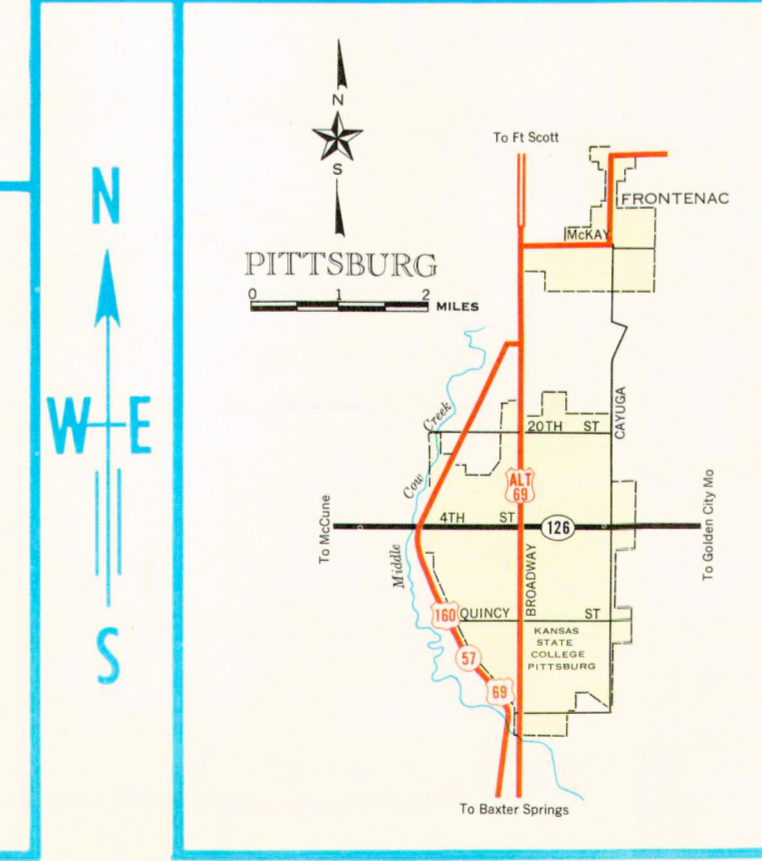 N
W E
S
N
S
PITTSBURG
0 1 2
MILES
To Ft Scott
FRONTENAC
McKAY
CAYUGA
20TH ST
Middle Cow Creek
ALT
69
To McCune
4TH ST
126
To Golden City Mo
BROADWAY
160
QUINCY ST
KANSAS
STATE
COLLEGE
PITTSBURG
57
69
To Baxter Springs